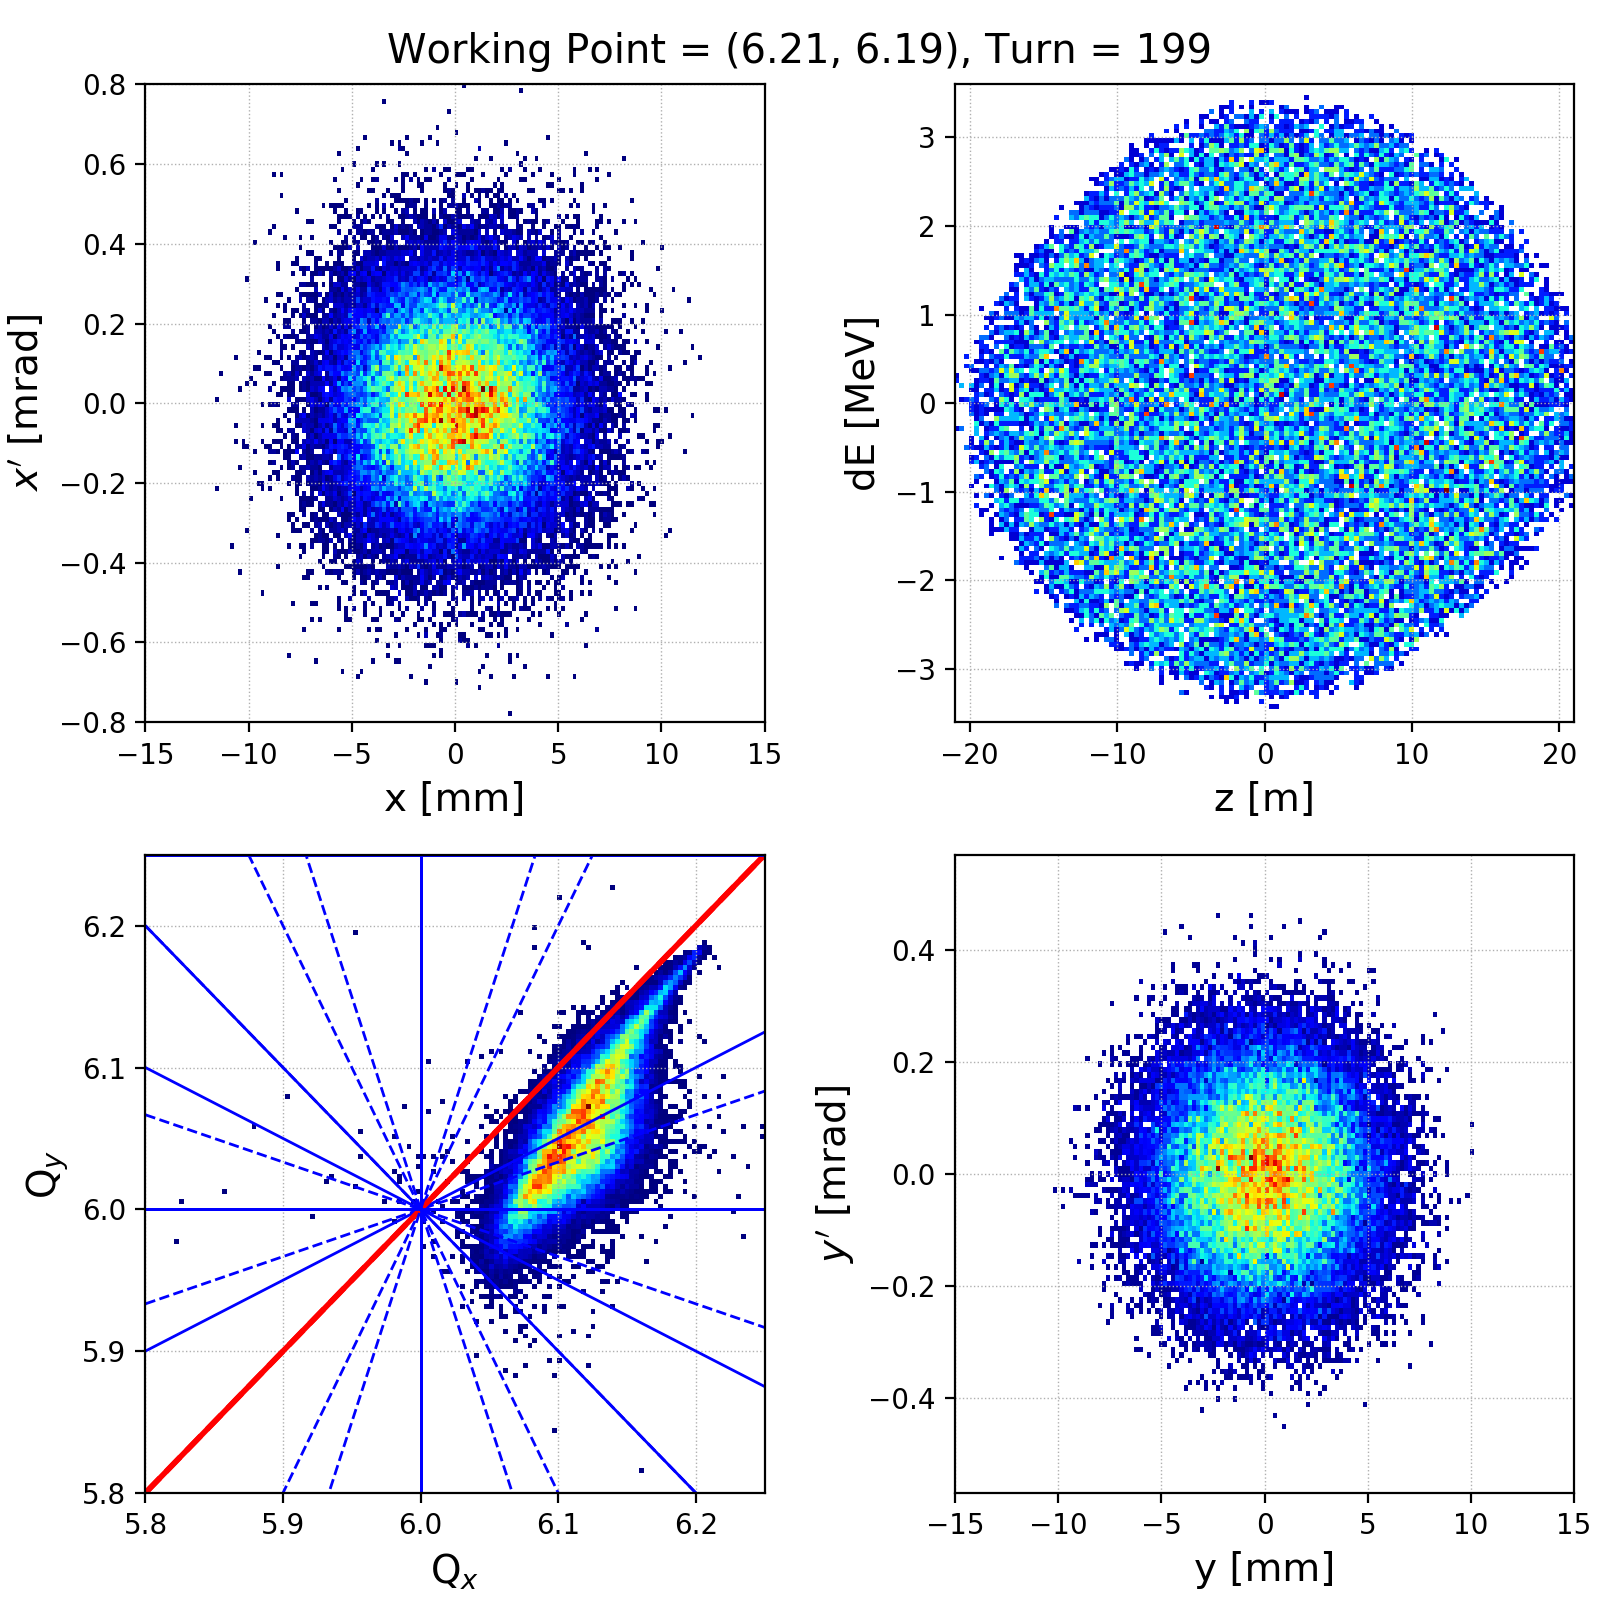 Working Point = (6.21, 6.19), Turn = 199
0.8
0.6
0.4
0.2
0.0
−0.2
−0.4
−0.6
−0.8
x′ [mrad]
−15 −10 −5 0 5 10 15
x [mm]
3
2
1
0
−1
−2
−3
dE [MeV]
−20 −10 0 10 20
z [m]
6.2
6.1
6.0
5.9
5.8
Qy
5.8 5.9 6.0 6.1 6.2
Qx
0.4
0.2
0.0
−0.2
−0.4
y′ [mrad]
−15 −10 −5 0 5 10 15
y [mm]